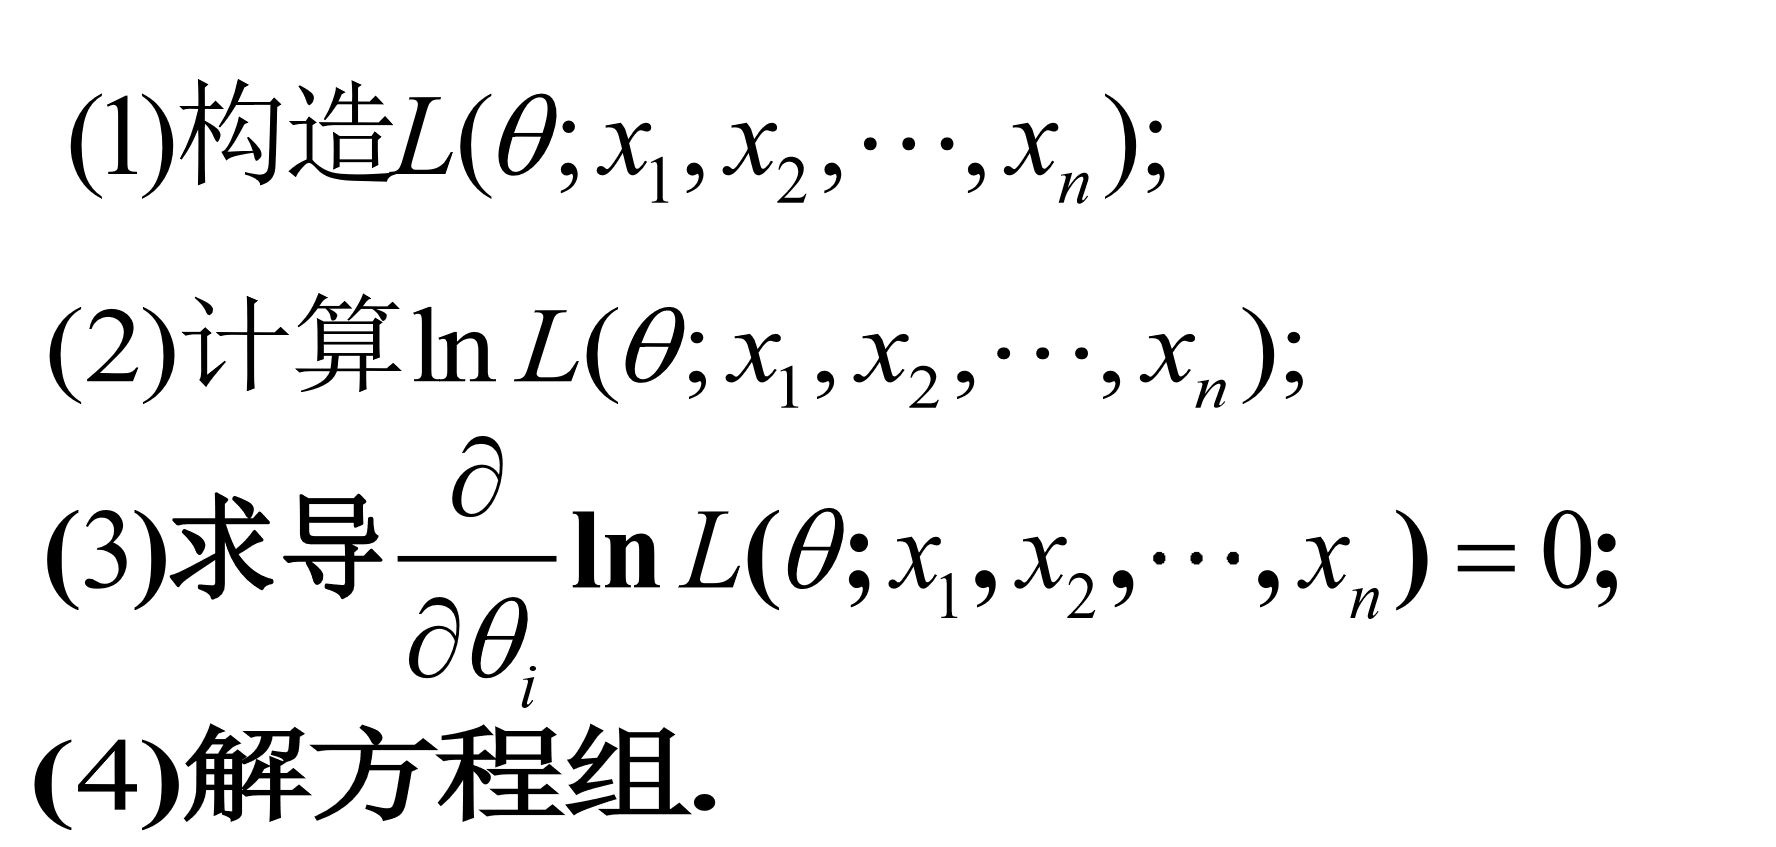 (1)构造L(θ; x₁, x₂, ⋯, xₙ);
(2)计算ln L(θ; x₁, x₂, ⋯, xₙ);
(3)求导∂/∂θᵢ ln L(θ; x₁, x₂, ⋯, xₙ) = 0;
(4)解方程组.